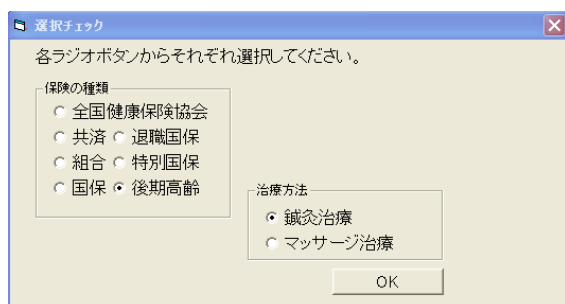 選択チェック
各ラジオボタンからそれぞれ選択してください。
保険の種類
全国健康保険協会
共済 退職国保
組合 特別国保
国保 後期高齢
治療方法
鍼灸治療
マッサージ治療
OK